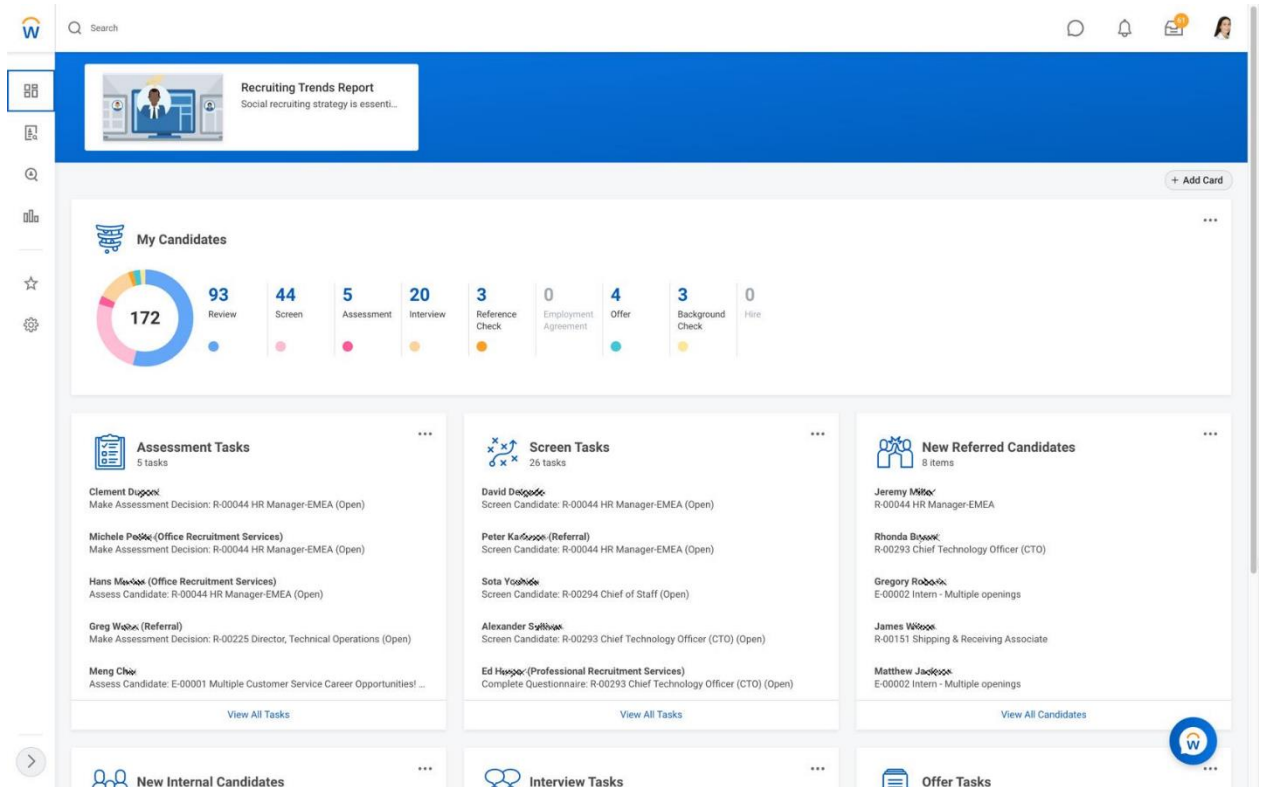 Search
Recruiting Trends Report
Social recruiting strategy is essenti...
+ Add Card
My Candidates
172
93
Review
44
Screen
5
Assessment
20
Interview
3
Reference
Check
0
Employment
Agreement
4
Offer
3
Background
Check
0
Hire
Assessment Tasks
5 tasks
Clement
Make Assessment Decision: R-00044 HR Manager-EMEA (Open)
Michele (Office Recruitment Services)
Make Assessment Decision: R-00044 HR Manager-EMEA (Open)
Hans (Office Recruitment Services)
Assess Candidate: R-00044 HR Manager-EMEA (Open)
Greg (Referral)
Make Assessment Decision: R-00225 Director, Technical Operations (Open)
Meng
Assess Candidate: E-00001 Multiple Customer Service Career Opportunities! ...
View All Tasks
Screen Tasks
26 tasks
David
Screen Candidate: R-00044 HR Manager-EMEA (Open)
Peter (Referral)
Screen Candidate: R-00044 HR Manager-EMEA (Open)
Sota
Screen Candidate: R-00294 Chief of Staff (Open)
Alexander
Screen Candidate: R-00293 Chief Technology Officer (CTO) (Open)
Ed (Professional Recruitment Services)
Complete Questionnaire: R-00293 Chief Technology Officer (CTO) (Open)
View All Tasks
New Referred Candidates
8 items
Jeremy
R-00044 HR Manager-EMEA
Rhonda
R-00293 Chief Technology Officer (CTO)
Gregory
E-00002 Intern - Multiple openings
James
R-00151 Shipping & Receiving Associate
Matthew
E-00002 Intern - Multiple openings
View All Candidates
New Internal Candidates
Interview Tasks
Offer Tasks